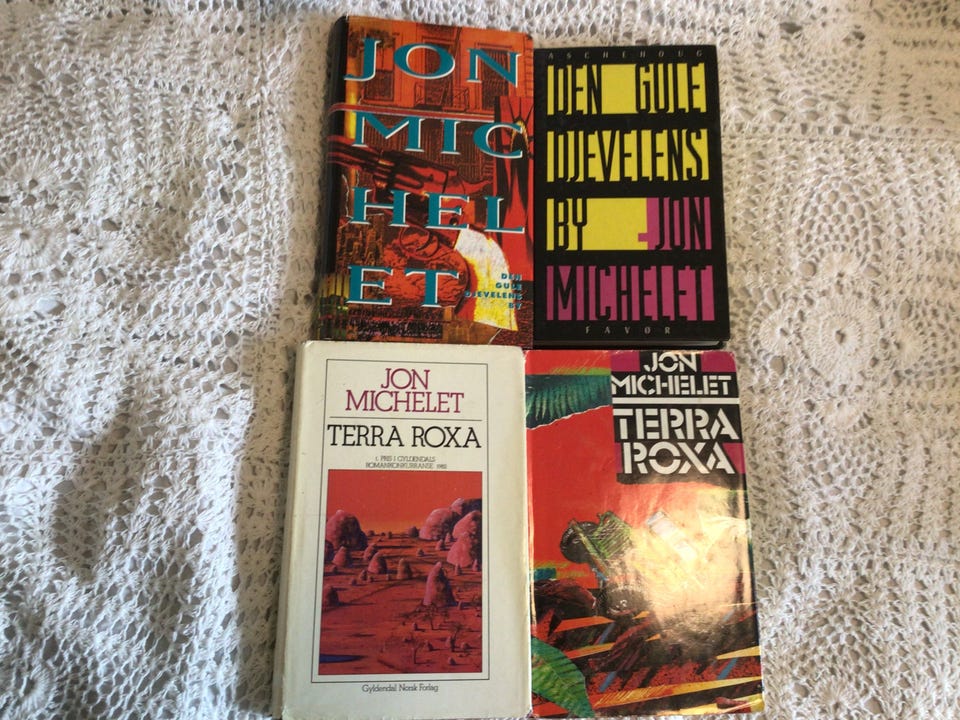 JON
MIC
HEL
ET
DEN
GULE
DJEVELENS
BY
ASCHEHOUG
DEN GULE
DJEVELENS
BY JON
MICHELET
FAVØR
JON
MICHELET
TERRA ROXA
1. PRIS I GYLDENDALS
ROMANKONKURRANSE 1982
Gyldendal Norsk Forlag
JON
MICHELET
TERRA
ROXA